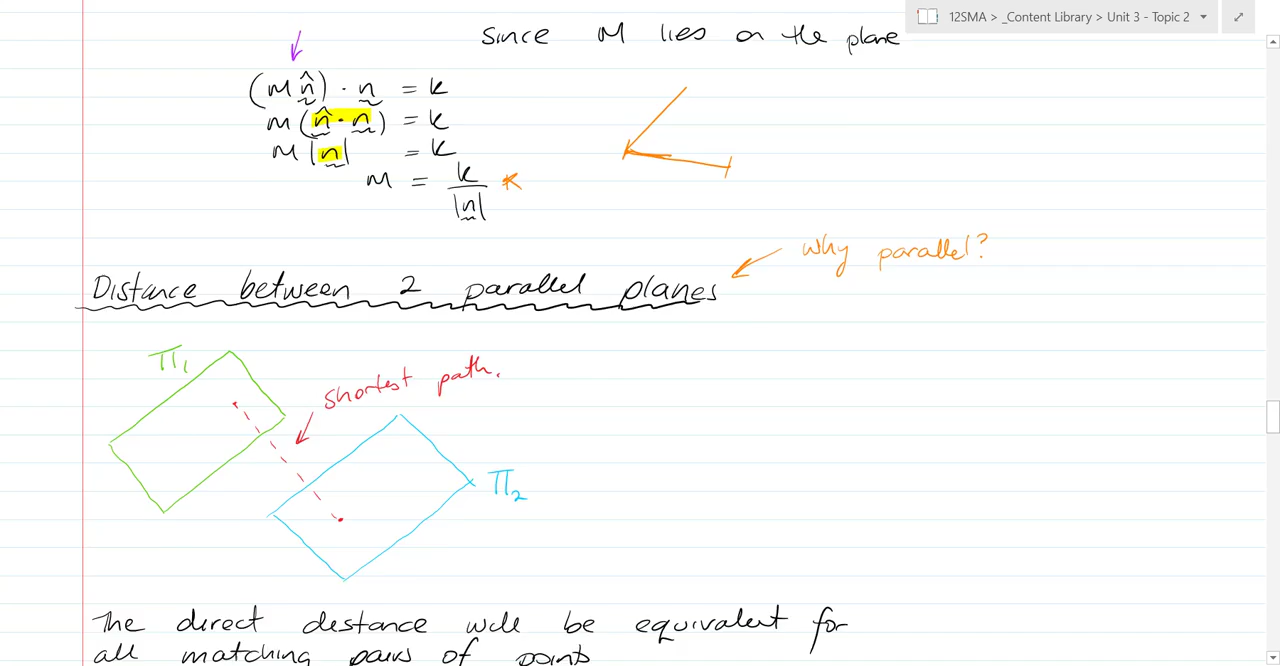 12SMA > _Content Library > Unit 3 - Topic 2
since M lies on the plane
(m n̂) · n = k
m (n̂ · n) = k
m |n| = k
m = k / |n|
why parallel?
Distance between 2 parallel planes
π₁
shortest path.
π₂
The direct destance will be equivalent for
all matching pairs of points